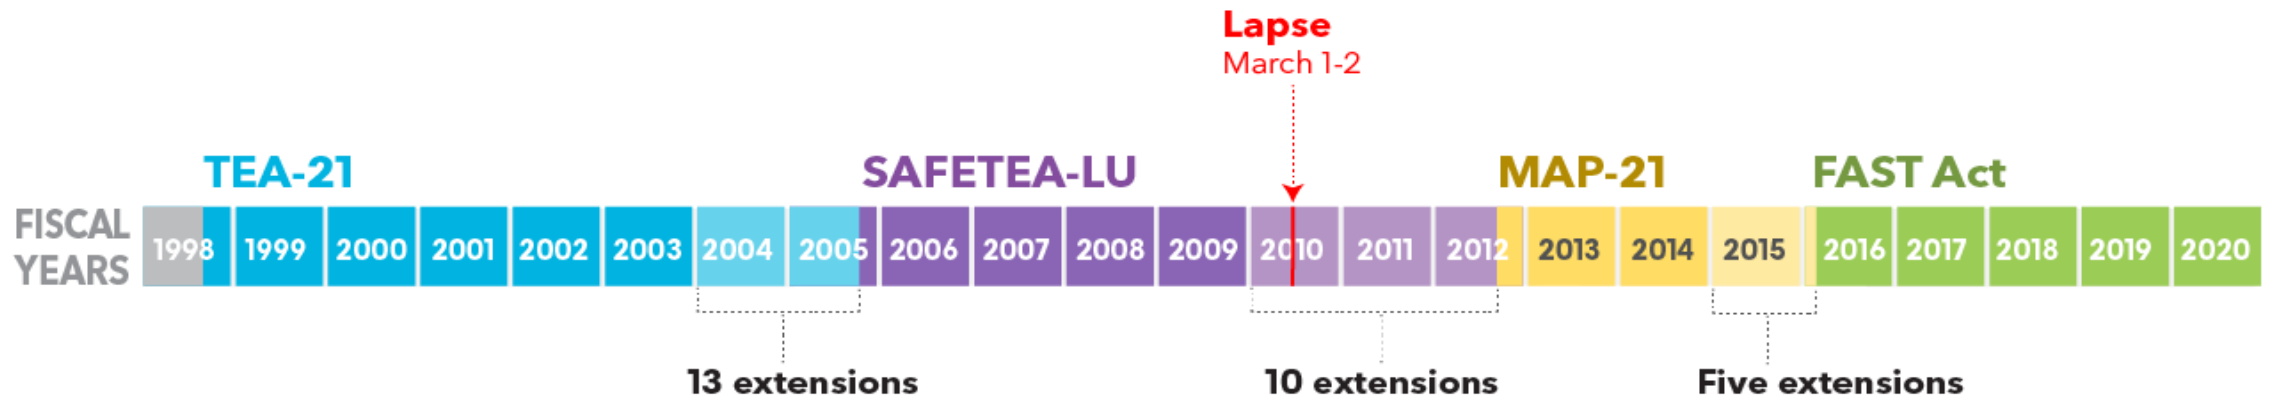 Lapse
March 1-2
TEA-21
SAFETEA-LU
MAP-21
FAST Act
FISCAL
YEARS
1998 1999 2000 2001 2002 2003 2004 2005 2006 2007 2008 2009 2010 2011 2012 2013 2014 2015 2016 2017 2018 2019 2020
13 extensions
10 extensions
Five extensions